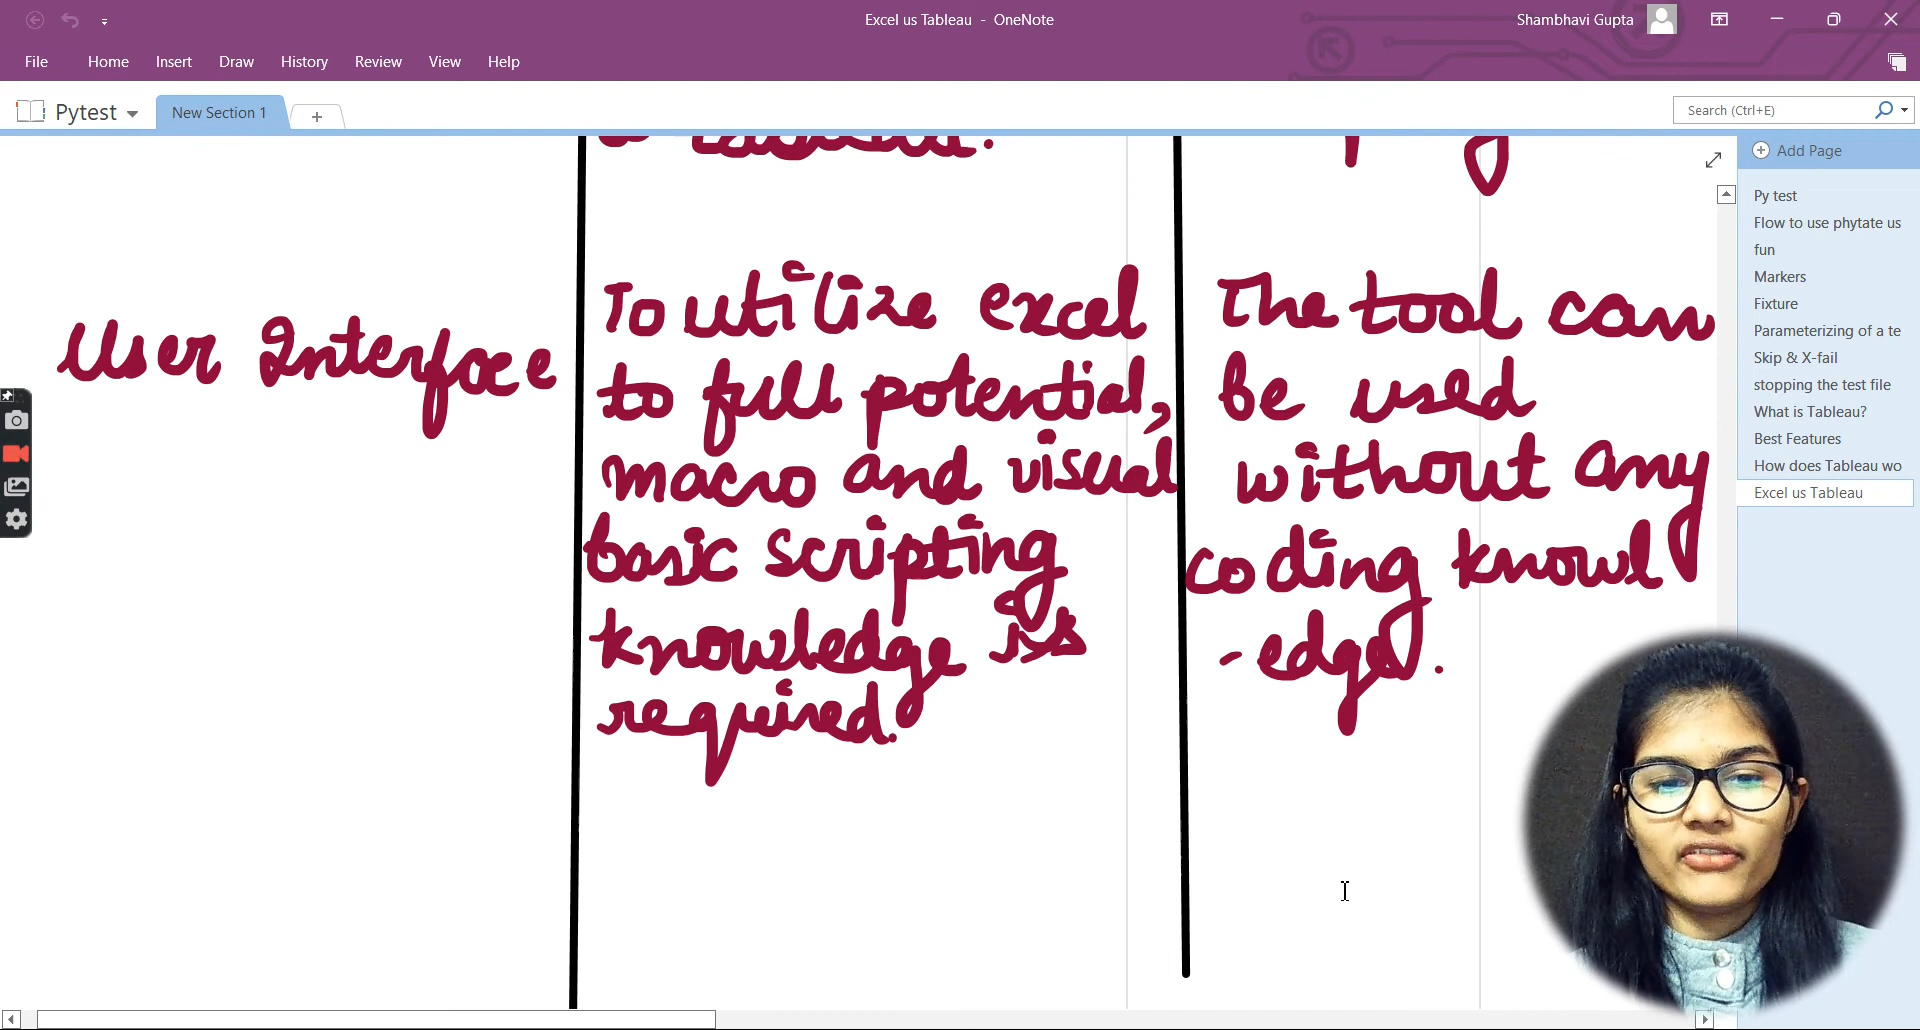 Excel us Tableau - OneNote
Shambhavi Gupta
File Home Insert Draw History Review View Help
Pytest
New Section 1
+
Search (Ctrl+E)
Add Page
Py test
Flow to use phytate us
fun
Markers
Fixture
Parameterizing of a te
Skip & X-fail
stopping the test file
What is Tableau?
Best Features
How does Tableau wo
Excel us Tableau
User Interface
To utilize excel
to full potential,
macro and visual
basic scripting
knowledge is
required.
The tool can
be used
without any
coding knowl
-edge.